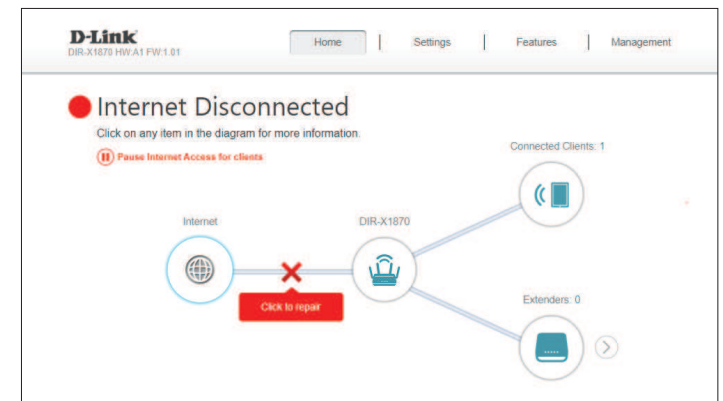 D-Link
DIR-X1870 HW:A1 FW:1.01
Home | Settings | Features | Management
Internet Disconnected
Click on any item in the diagram for more information.
Pause Internet Access for clients
Connected Clients: 1
Internet
DIR-X1870
Click to repair
Extenders: 0